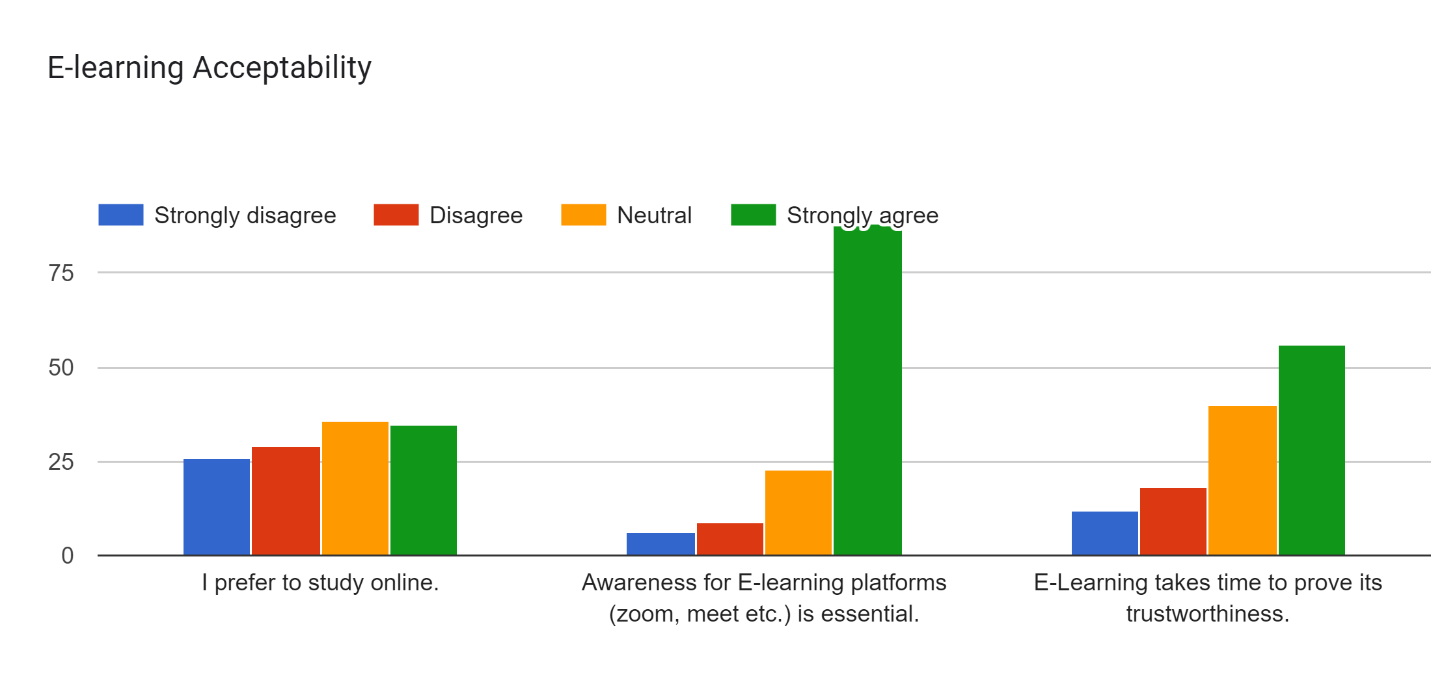 E-learning Acceptability
Strongly disagree
Disagree
Neutral
Strongly agree
75
50
25
0
I prefer to study online.
Awareness for E-learning platforms
(zoom, meet etc.) is essential.
E-Learning takes time to prove its
trustworthiness.